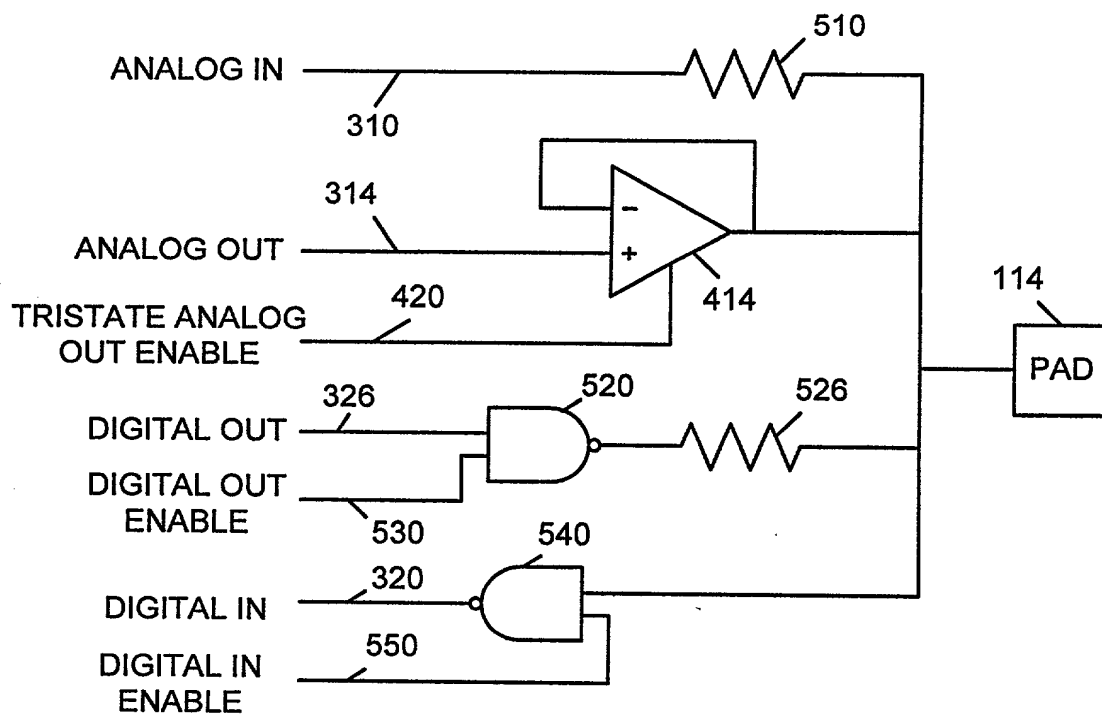 510
ANALOG IN
310
314
-
ANALOG OUT
+
420
414
114
TRISTATE ANALOG
OUT ENABLE
PAD
520
326
526
DIGITAL OUT
DIGITAL OUT
ENABLE
530
540
320
DIGITAL IN
550
DIGITAL IN
ENABLE